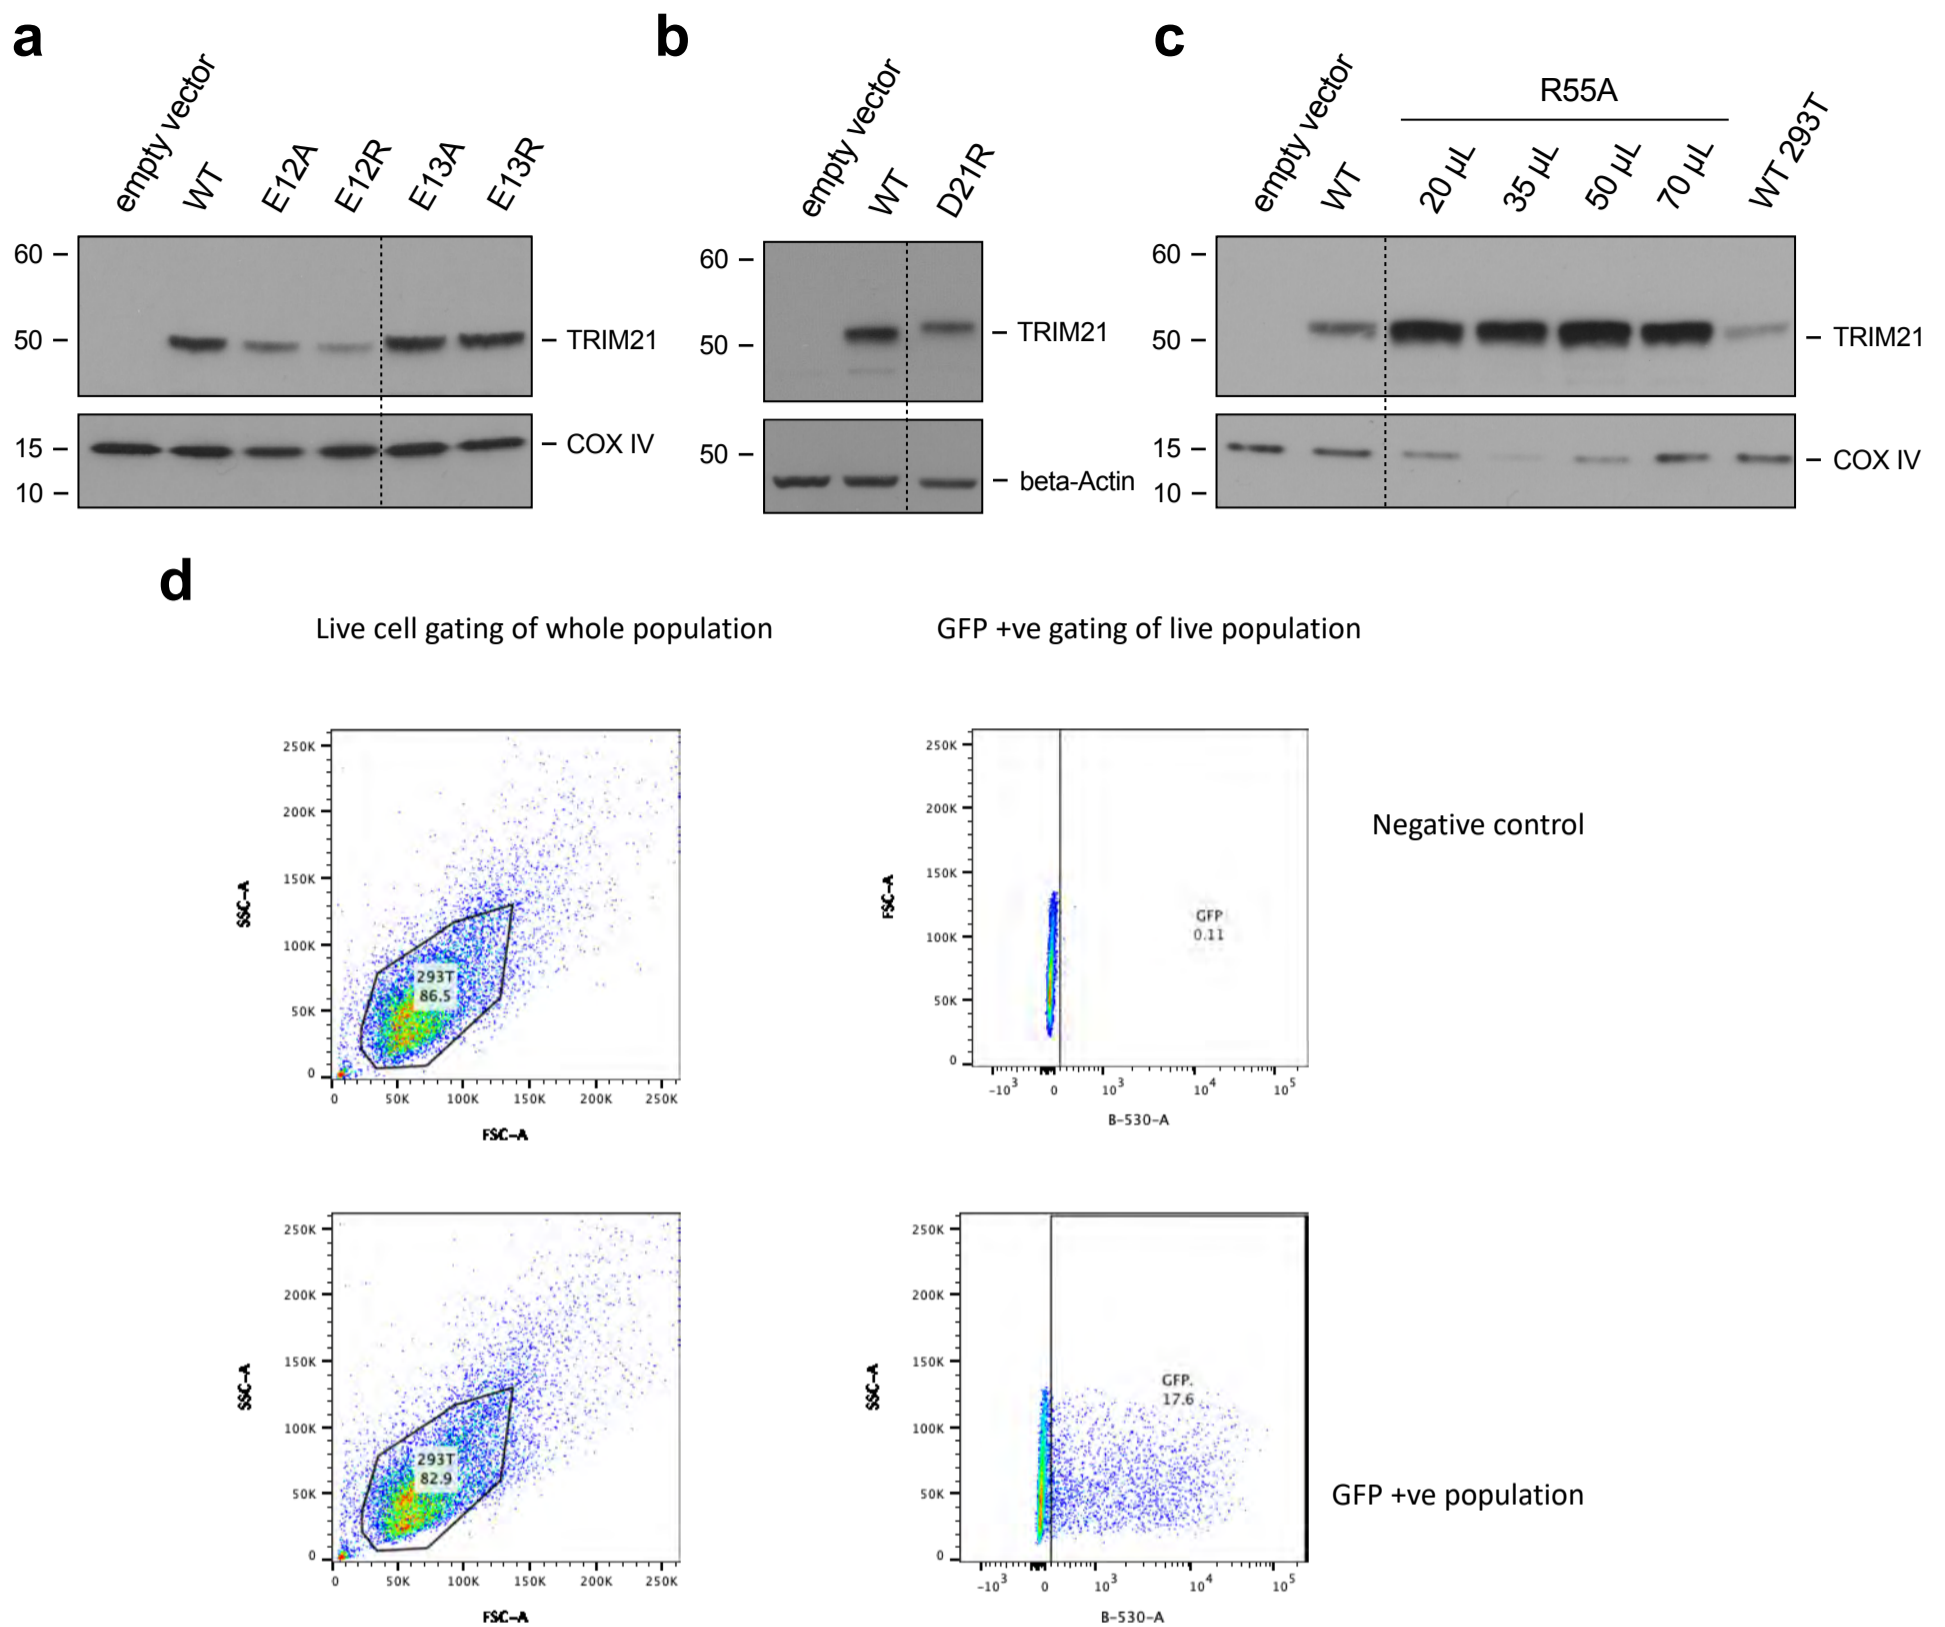 a
empty vector
WT
E12A
E12R
E13A
E13R
60
50
TRIM21
15
10
COX IV
b
empty vector
WT
D21R
60
50
TRIM21
50
beta-Actin
c
R55A
empty vector
WT
20 µL
35 µL
50 µL
70 µL
WT 293T
60
50
TRIM21
15
10
COX IV
d
Live cell gating of whole population
GFP +ve gating of live population
250K
200K
150K
100K
50K
0
SSC-A
293T
86.5
0 50K 100K 150K 200K 250K
FSC-A
250K
200K
150K
100K
50K
0
FSC-A
GFP
0.11
-10³ 0 10³ 10⁴ 10⁵
B-530-A
Negative control
250K
200K
150K
100K
50K
0
SSC-A
293T
82.9
0 50K 100K 150K 200K 250K
FSC-A
250K
200K
150K
100K
50K
0
SSC-A
GFP.
17.6
-10³ 0 10³ 10⁴ 10⁵
B-530-A
GFP +ve population